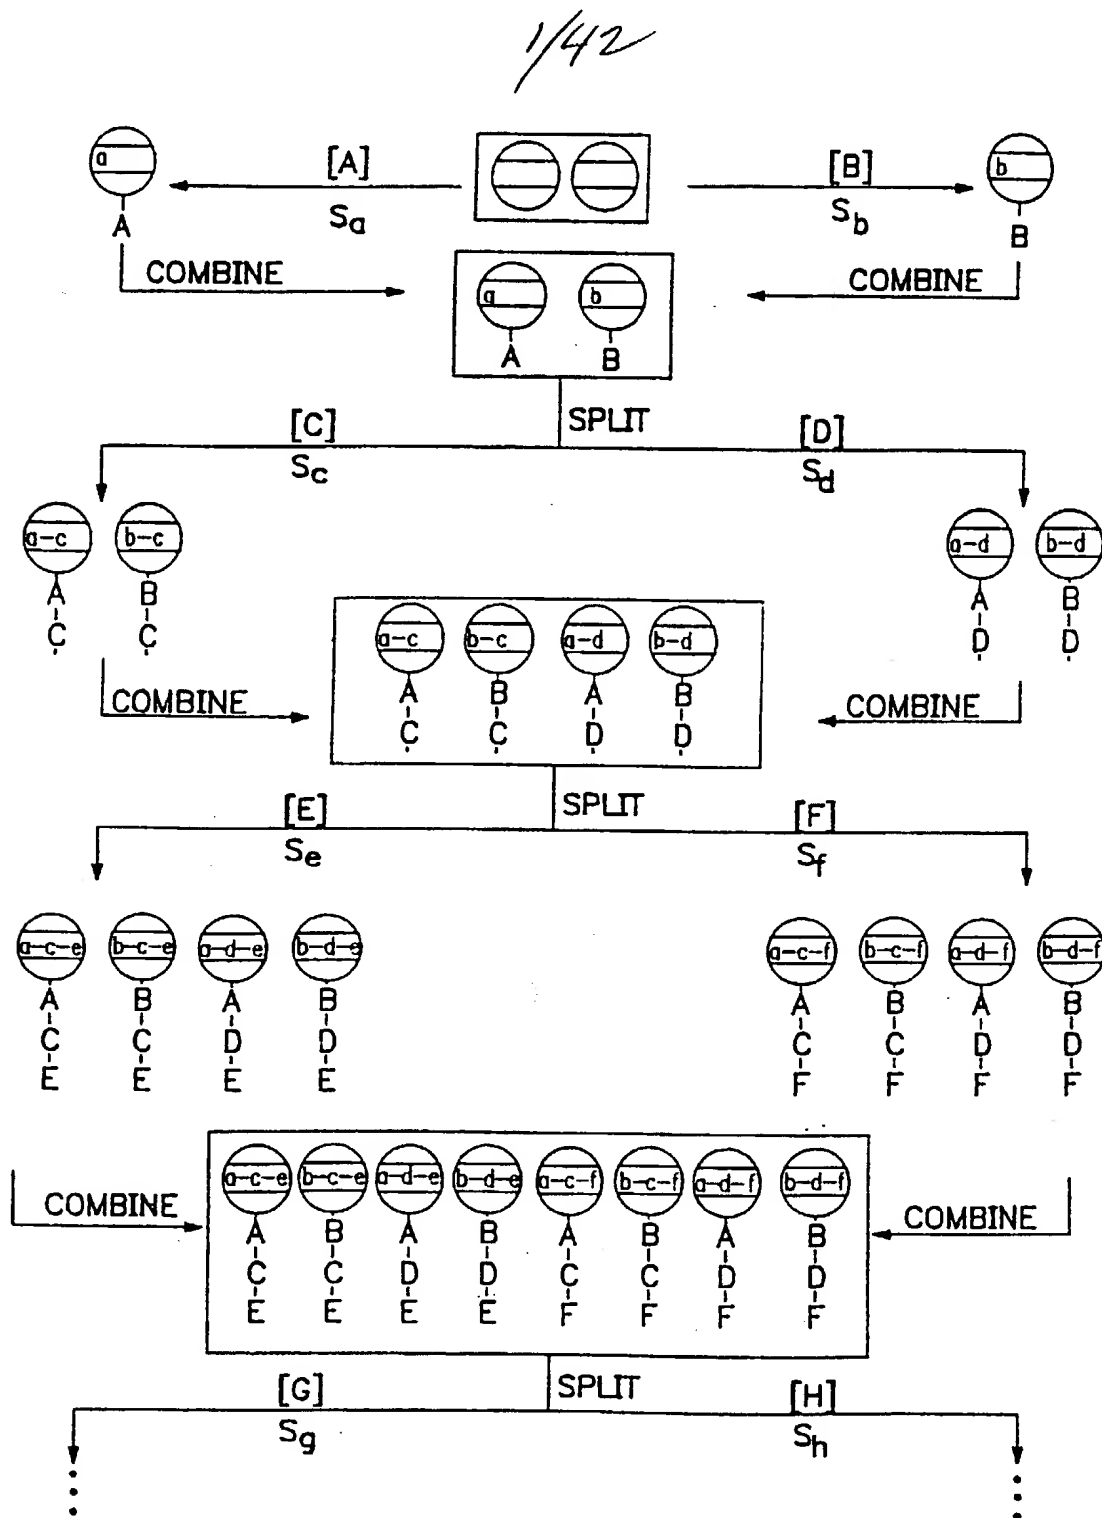 1/42
a [A] [B] b
Sa Sb
A B
COMBINE a b COMBINE
A B
[C] SPLIT [D]
Sc Sd
a-c b-c a-d b-d
A B A B
C C D D
a-c b-c a-d b-d
COMBINE A B A B COMBINE
C C D D
[E] SPLIT [F]
Se Sf
a-c-e b-c-e a-d-e b-d-e a-c-f b-c-f a-d-f b-d-f
A B A B A B A B
C C D D C C D D
E E E E F F F F
a-c-e b-c-e a-d-e b-d-e a-c-f b-c-f a-d-f b-d-f
COMBINE A B A B A B A B COMBINE
C C D D C C D D
E E E E F F F F
[G] SPLIT [H]
Sg Sh